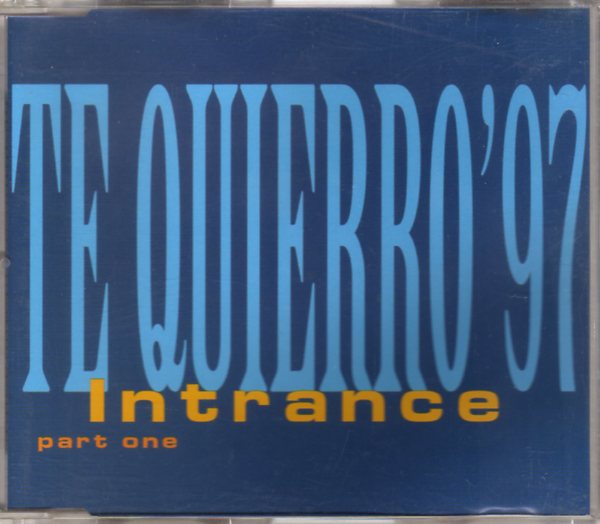 TE QUIERRO'97
Intrance
part one